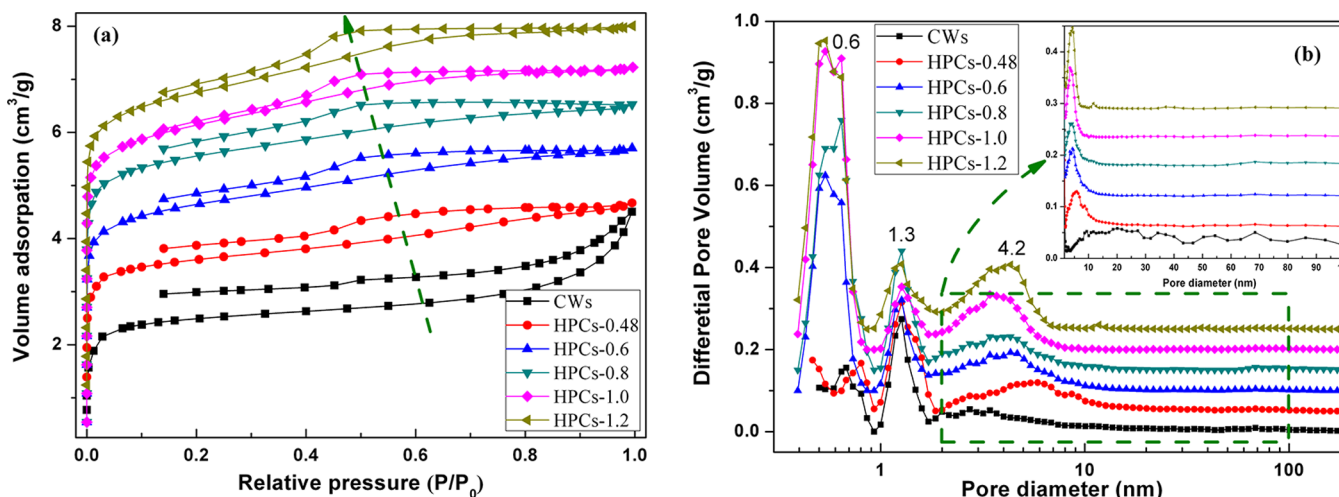 (a)
Volume adsorpation (cm³/g)
8
6
4
2
0.0 0.2 0.4 0.6 0.8 1.0
Relative pressure (P/P₀)
CWs
HPCs-0.48
HPCs-0.6
HPCs-0.8
HPCs-1.0
HPCs-1.2
(b)
Differetial Pore Volume (cm³/g)
1.0
0.8
0.6
0.4
0.2
0.0
1 10 100
Pore diameter (nm)
CWs
HPCs-0.48
HPCs-0.6
HPCs-0.8
HPCs-1.0
HPCs-1.2
0.6
1.3
4.2
0.4
0.3
0.2
0.1
0.0
10 20 30 40 50 60 70 80 90 100
Pore diameter (nm)